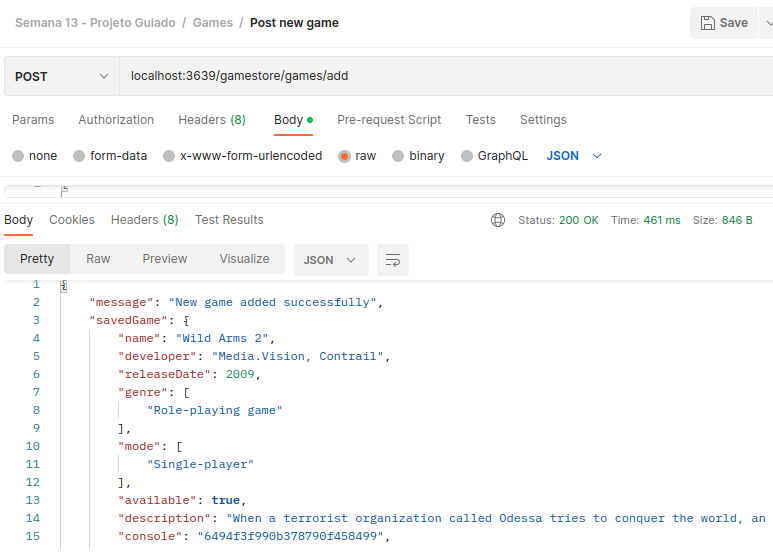 Semana 13 - Projeto Guiado / Games / Post new game
Save
POST localhost:3639/gamestore/games/add
Params Authorization Headers (8) Body Pre-request Script Tests Settings
none form-data x-www-form-urlencoded raw binary GraphQL JSON
Body Cookies Headers (8) Test Results Status: 200 OK Time: 461 ms Size: 846 B
Pretty Raw Preview Visualize JSON
1 {
2 "message": "New game added successfully",
3 "savedGame": {
4 "name": "Wild Arms 2",
5 "developer": "Media.Vision, Contrail",
6 "releaseDate": 2009,
7 "genre": [
8 "Role-playing game"
9 ],
10 "mode": [
11 "Single-player"
12 ],
13 "available": true,
14 "description": "When a terrorist organization called Odessa tries to conquer the world, an
15 "console": "6494f3f990b378790f458499",